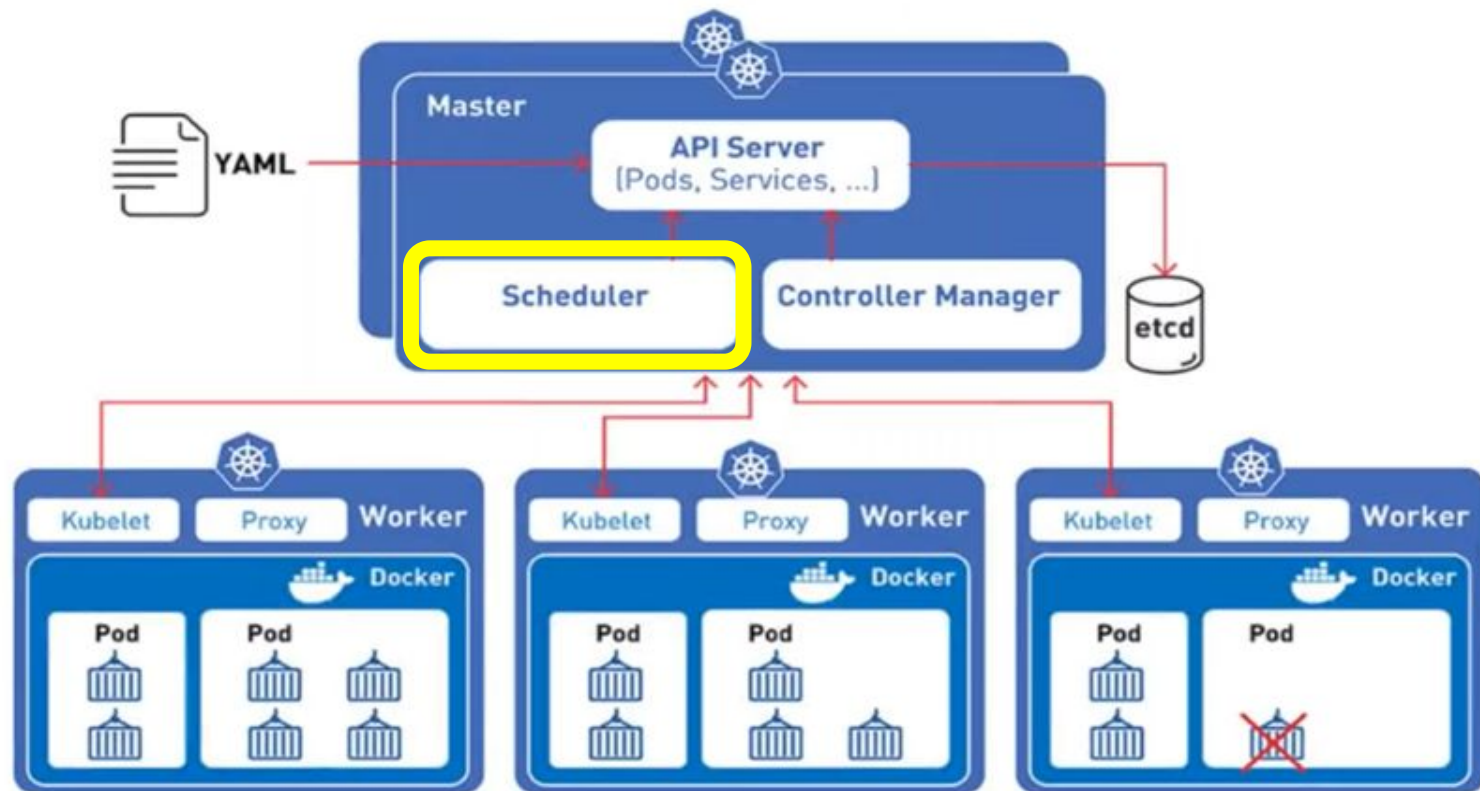 Master
YAML
API Server
(Pods, Services, ...)
Scheduler
Controller Manager
etcd
Kubelet
Proxy
Worker
Docker
Pod
Pod
Kubelet
Proxy
Worker
Docker
Pod
Pod
Kubelet
Proxy
Worker
Docker
Pod
Pod